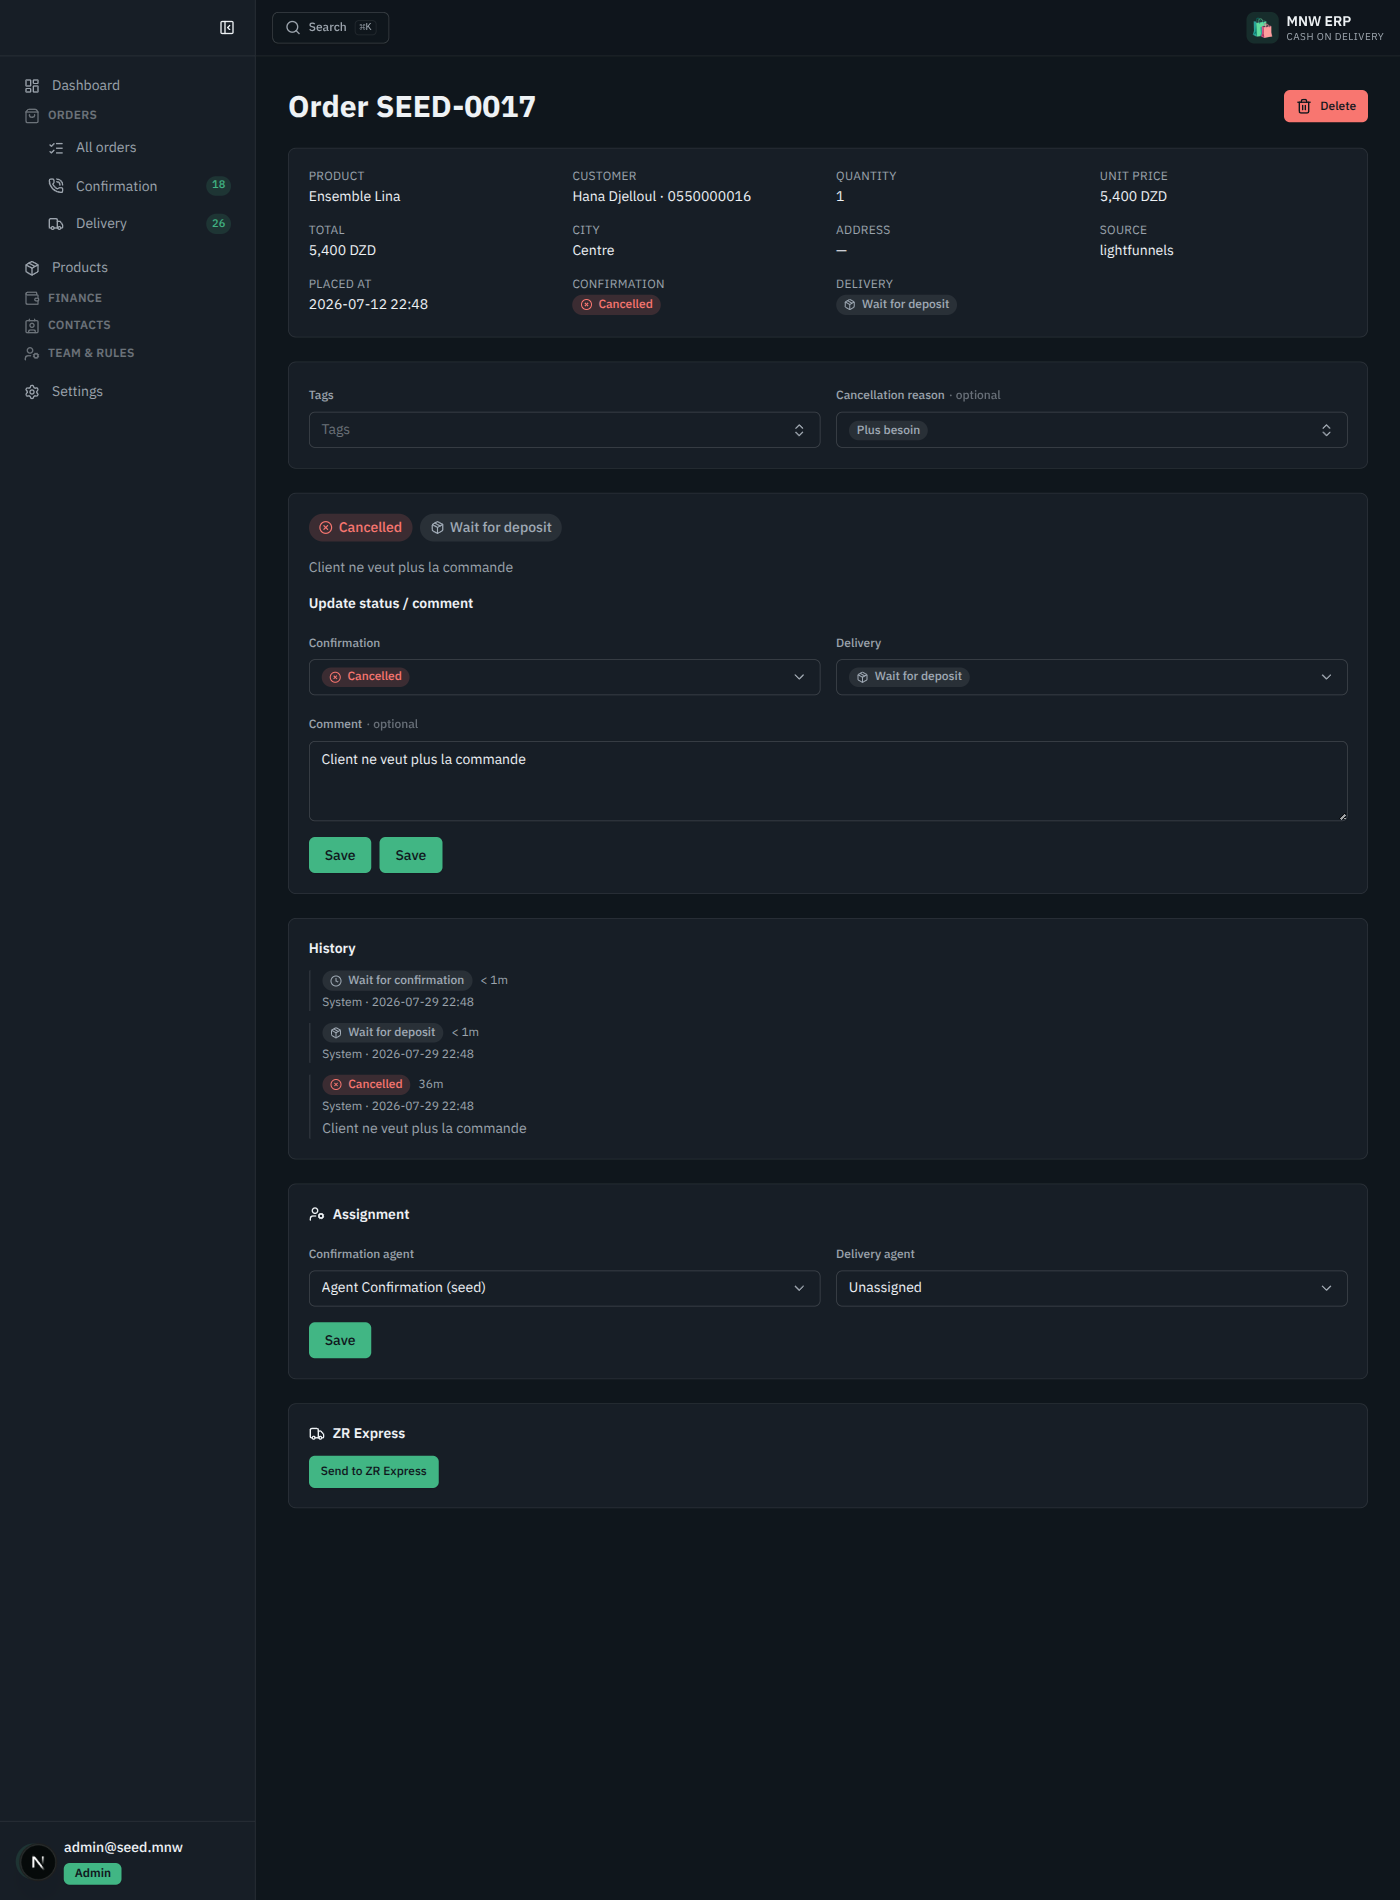 Search ⌘K
MNW ERP
CASH ON DELIVERY
Dashboard
ORDERS
All orders
Confirmation 18
Delivery 26
Products
FINANCE
CONTACTS
TEAM & RULES
Settings
admin@seed.mnw
Admin
Order SEED-0017
Delete
PRODUCT
Ensemble Lina
CUSTOMER
Hana Djelloul · 0550000016
QUANTITY
1
UNIT PRICE
5,400 DZD
TOTAL
5,400 DZD
CITY
Centre
ADDRESS
—
SOURCE
lightfunnels
PLACED AT
2026-07-12 22:48
CONFIRMATION
Cancelled
DELIVERY
Wait for deposit
Tags
Tags
Cancellation reason · optional
Plus besoin
Cancelled Wait for deposit
Client ne veut plus la commande
Update status / comment
Confirmation
Cancelled
Delivery
Wait for deposit
Comment · optional
Client ne veut plus la commande
Save Save
History
Wait for confirmation < 1m
System · 2026-07-29 22:48
Wait for deposit < 1m
System · 2026-07-29 22:48
Cancelled 36m
System · 2026-07-29 22:48
Client ne veut plus la commande
Assignment
Confirmation agent
Agent Confirmation (seed)
Delivery agent
Unassigned
Save
ZR Express
Send to ZR Express